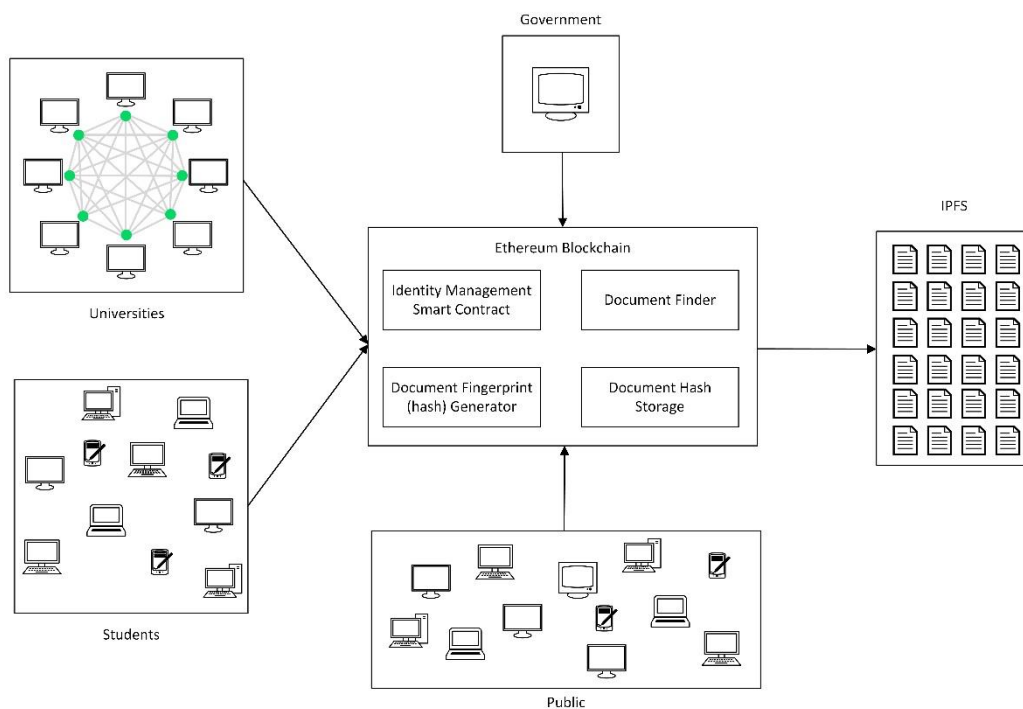 Government
Universities
Students
Ethereum Blockchain
Identity Management
Smart Contract
Document Finder
Document Fingerprint
(hash) Generator
Document Hash
Storage
Public
IPFS